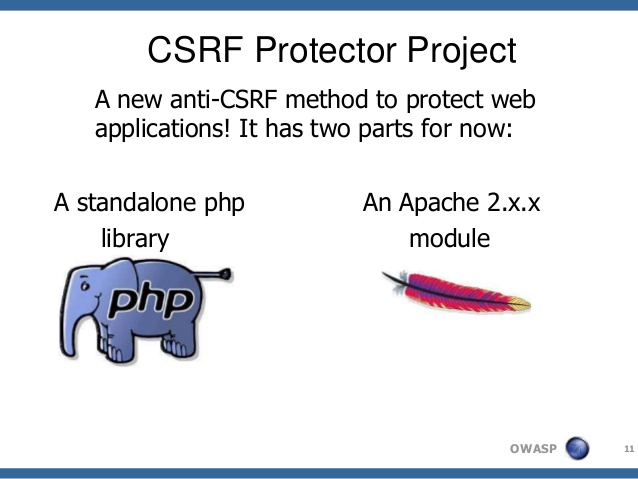 CSRF Protector Project
A new anti-CSRF method to protect web
applications! It has two parts for now:
A standalone php
library
An Apache 2.x.x
module
php
OWASP
11